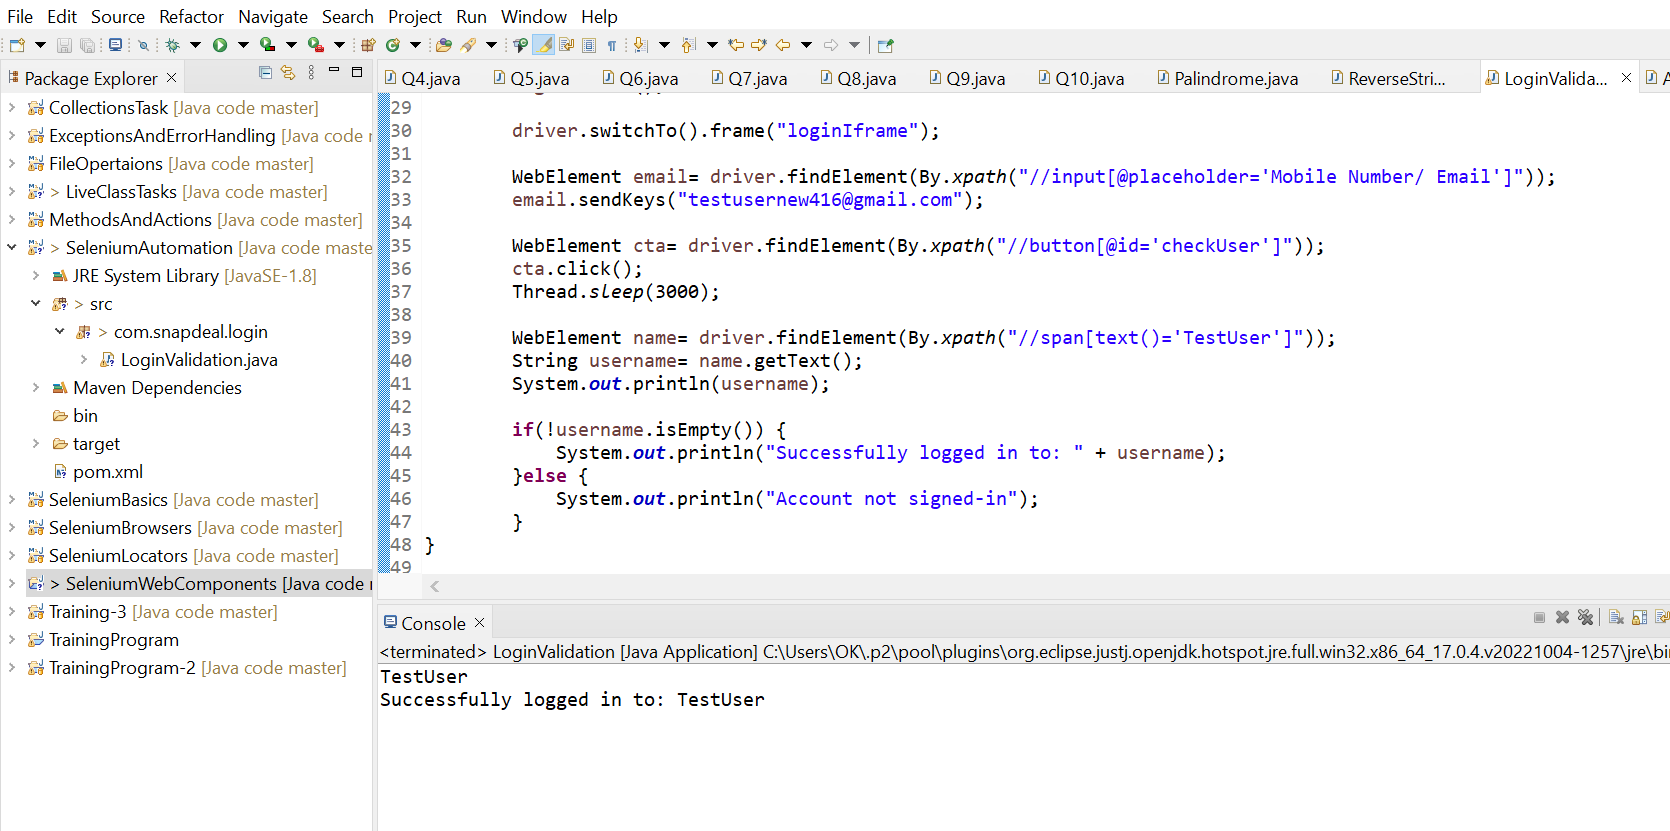 File Edit Source Refactor Navigate Search Project Run Window Help
Package Explorer
CollectionsTask [Java code master]
ExceptionsAndErrorHandling [Java code
FileOpertaions [Java code master]
> LiveClassTasks [Java code master]
MethodsAndActions [Java code master]
> SeleniumAutomation [Java code maste
JRE System Library [JavaSE-1.8]
> src
> com.snapdeal.login
LoginValidation.java
Maven Dependencies
bin
target
pom.xml
SeleniumBasics [Java code master]
SeleniumBrowsers [Java code master]
SeleniumLocators [Java code master]
> SeleniumWebComponents [Java code
Training-3 [Java code master]
TrainingProgram
TrainingProgram-2 [Java code master]
Q4.java Q5.java Q6.java Q7.java Q8.java Q9.java Q10.java Palindrome.java ReverseStri... LoginValida...
29
30 driver.switchTo().frame("loginIframe");
31
32 WebElement email= driver.findElement(By.xpath("//input[@placeholder='Mobile Number/ Email']"));
33 email.sendKeys("testusernew416@gmail.com");
34
35 WebElement cta= driver.findElement(By.xpath("//button[@id='checkUser']"));
36 cta.click();
37 Thread.sleep(3000);
38
39 WebElement name= driver.findElement(By.xpath("//span[text()='TestUser']"));
40 String username= name.getText();
41 System.out.println(username);
42
43 if(!username.isEmpty()) {
44 System.out.println("Successfully logged in to: " + username);
45 }else {
46 System.out.println("Account not signed-in");
47 }
48 }
49
Console
<terminated> LoginValidation [Java Application] C:\Users\OK\.p2\pool\plugins\org.eclipse.justj.openjdk.hotspot.jre.full.win32.x86_64_17.0.4.v20221004-1257\jre\bin
TestUser
Successfully logged in to: TestUser